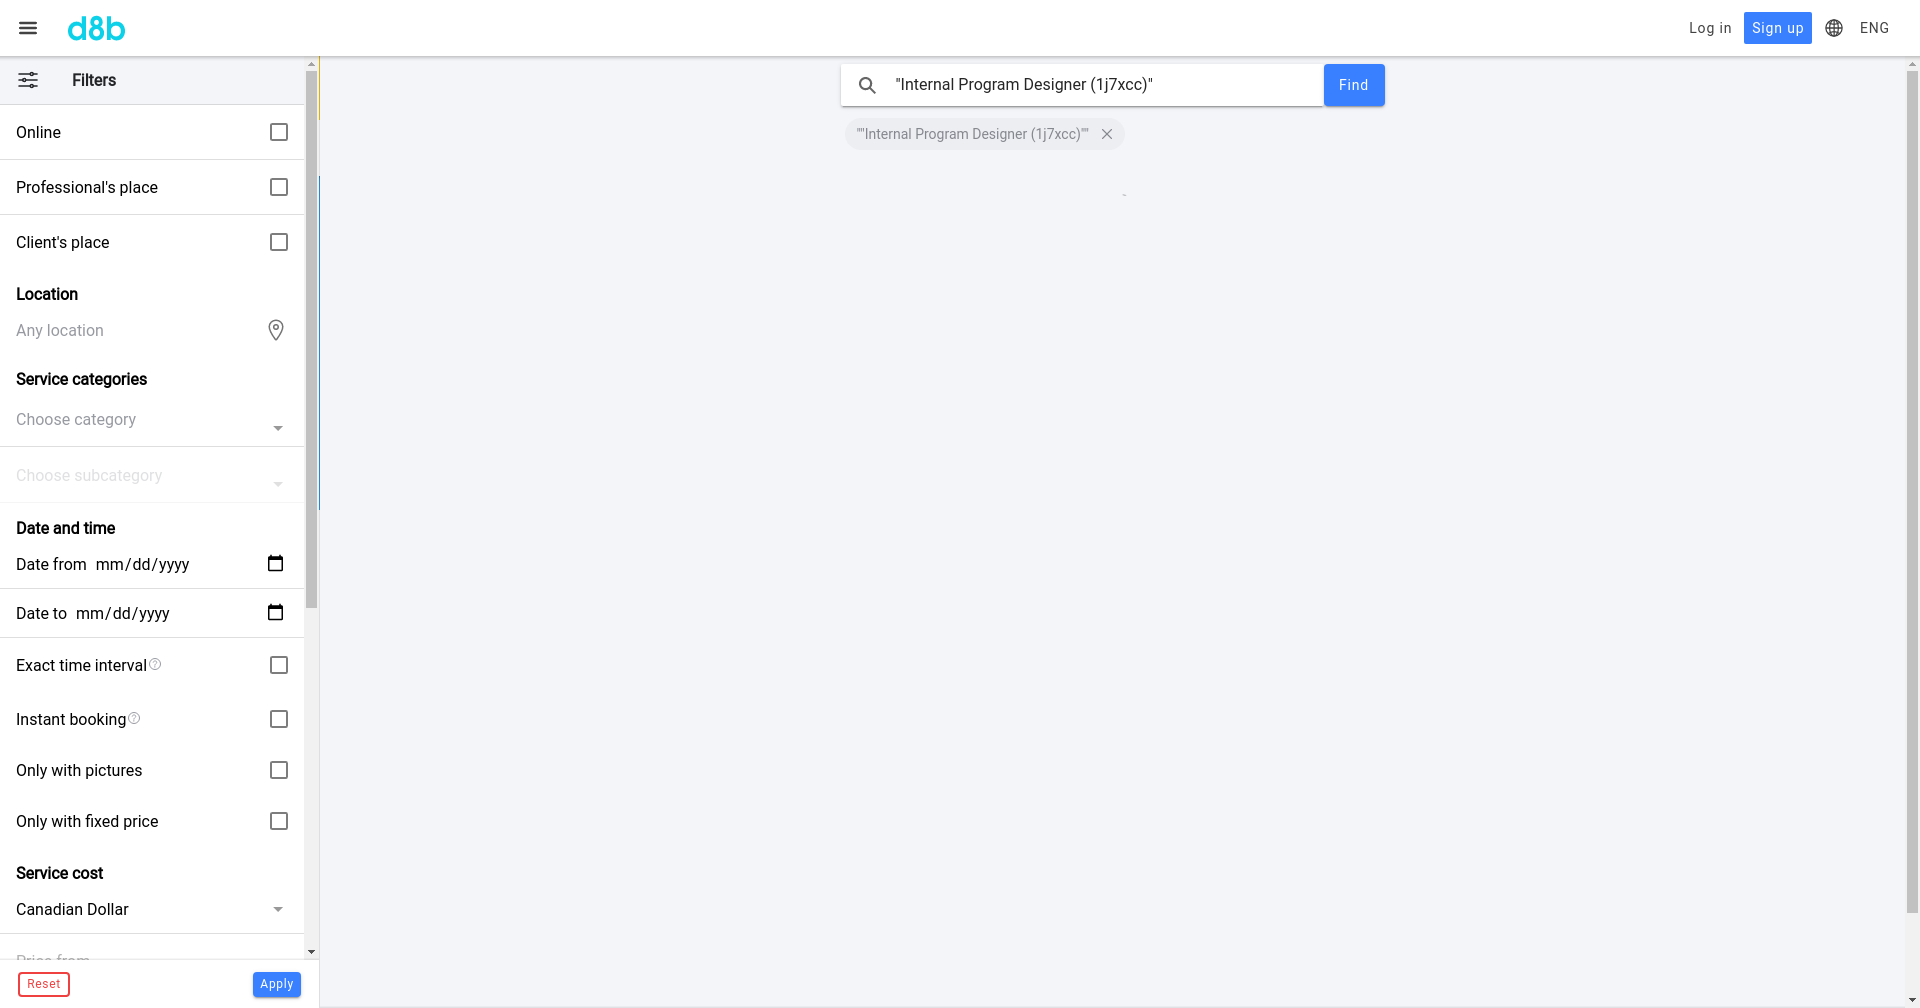 d8b
Log in
Sign up
ENG
Filters
"Internal Program Designer (1j7xcc)"
Find
""Internal Program Designer (1j7xcc)""
Online
Professional's place
Client's place
Location
Any location
Service categories
Choose category
Choose subcategory
Date and time
Date from mm/dd/yyyy
Date to mm/dd/yyyy
Exact time interval
Instant booking
Only with pictures
Only with fixed price
Service cost
Canadian Dollar
Price from
Reset
Apply